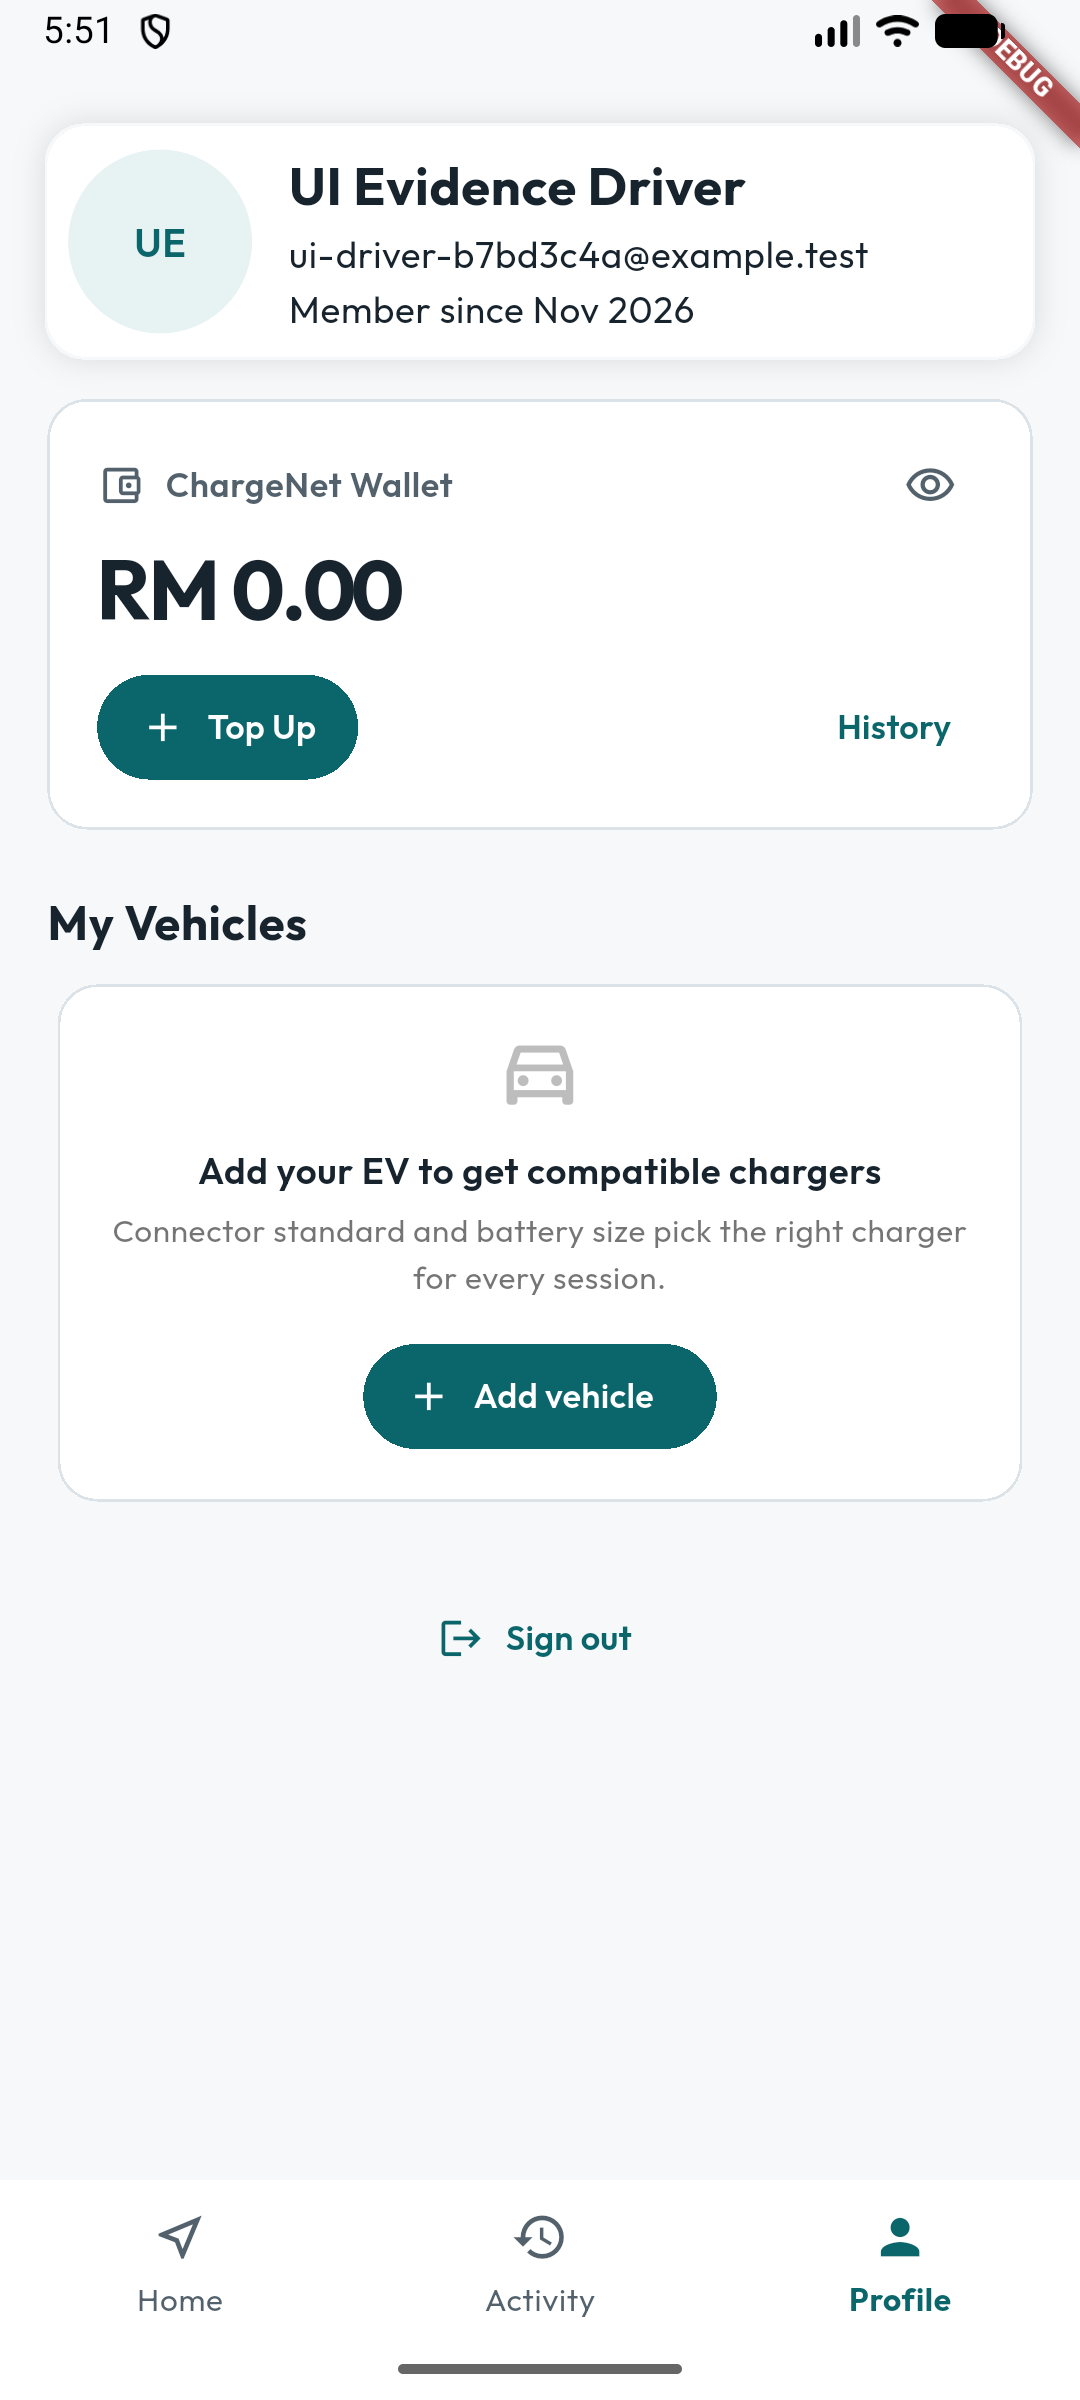 5:51
DEBUG
UI Evidence Driver
UE
ui-driver-b7bd3c4a@example.test
Member since Nov 2026
ChargeNet Wallet
RM 0.00
Top Up
History
My Vehicles
Add your EV to get compatible chargers
Connector standard and battery size pick the right charger
for every session.
Add vehicle
Sign out
Home
Activity
Profile